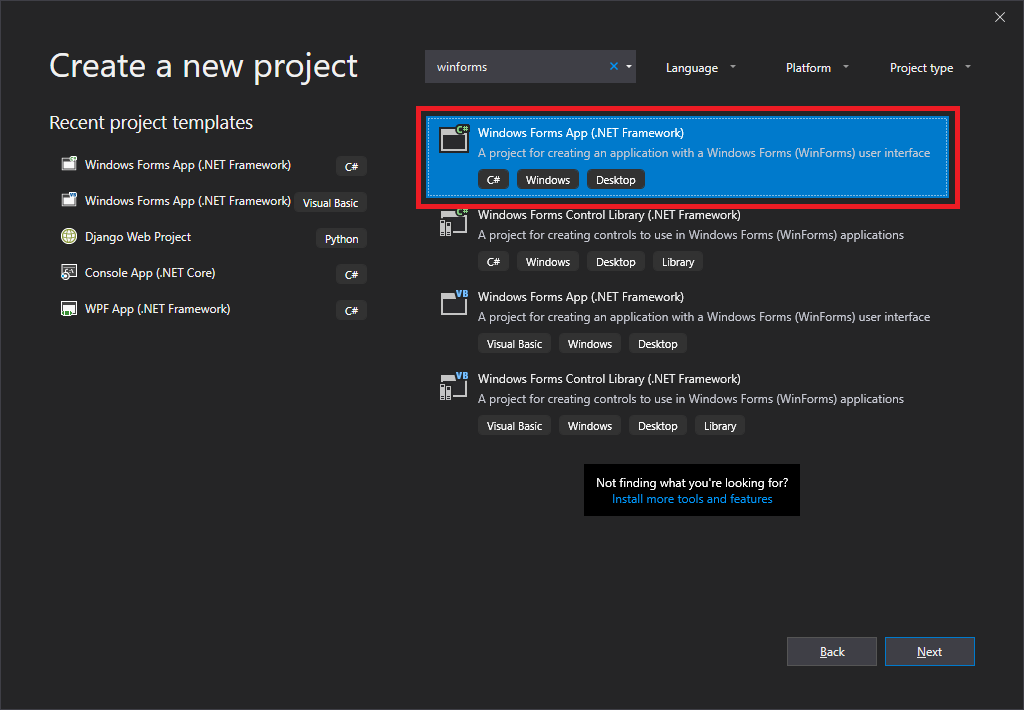 Create a new project
winforms
Language
Platform
Project type
Recent project templates
Windows Forms App (.NET Framework) C#
Windows Forms App (.NET Framework) Visual Basic
Django Web Project Python
Console App (.NET Core) C#
WPF App (.NET Framework) C#
C#
Windows Forms App (.NET Framework)
A project for creating an application with a Windows Forms (WinForms) user interface
C# Windows Desktop
C#
Windows Forms Control Library (.NET Framework)
A project for creating controls to use in Windows Forms (WinForms) applications
C# Windows Desktop Library
VB
Windows Forms App (.NET Framework)
A project for creating an application with a Windows Forms (WinForms) user interface
Visual Basic Windows Desktop
VB
Windows Forms Control Library (.NET Framework)
A project for creating controls to use in Windows Forms (WinForms) applications
Visual Basic Windows Desktop Library
Not finding what you're looking for?
Install more tools and features
Back
Next